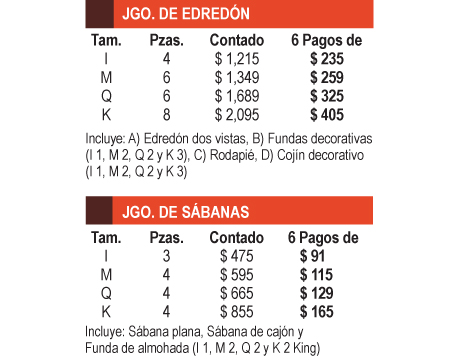 JGO. DE EDREDÓN
Tam. Pzas. Contado 6 Pagos de
I 4 $ 1,215 $ 235
M 6 $ 1,349 $ 259
Q 6 $ 1,689 $ 325
K 8 $ 2,095 $ 405
Incluye: A) Edredón dos vistas, B) Fundas decorativas
(I 1, M 2, Q 2 y K 3), C) Rodapié, D) Cojín decorativo
(I 1, M 2, Q 2 y K 3)
JGO. DE SÁBANAS
Tam. Pzas. Contado 6 Pagos de
I 3 $ 475 $ 91
M 4 $ 595 $ 115
Q 4 $ 665 $ 129
K 4 $ 855 $ 165
Incluye: Sábana plana, Sábana de cajón y
Funda de almohada (I 1, M 2, Q 2 y K 2 King)